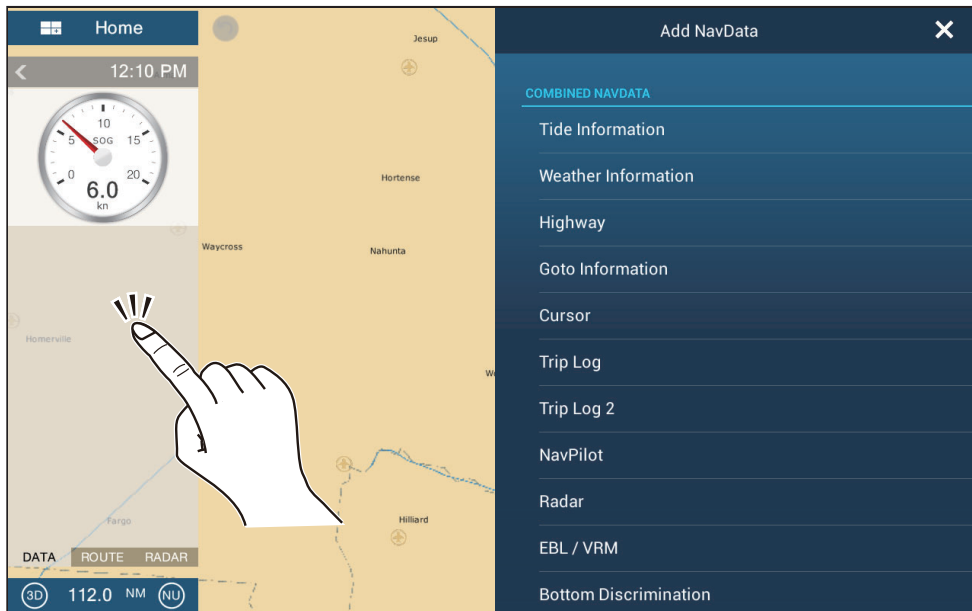 Home
12:10 PM
10
5 SOG 15
0 20
6.0
kn
Homerville
Fargo
DATA ROUTE RADAR
3D 112.0 NM NU
Jesup
Hortense
Waycross
Nahunta
Hilliard
Add NavData
COMBINED NAVDATA
Tide Information
Weather Information
Highway
Goto Information
Cursor
Trip Log
Trip Log 2
NavPilot
Radar
EBL / VRM
Bottom Discrimination